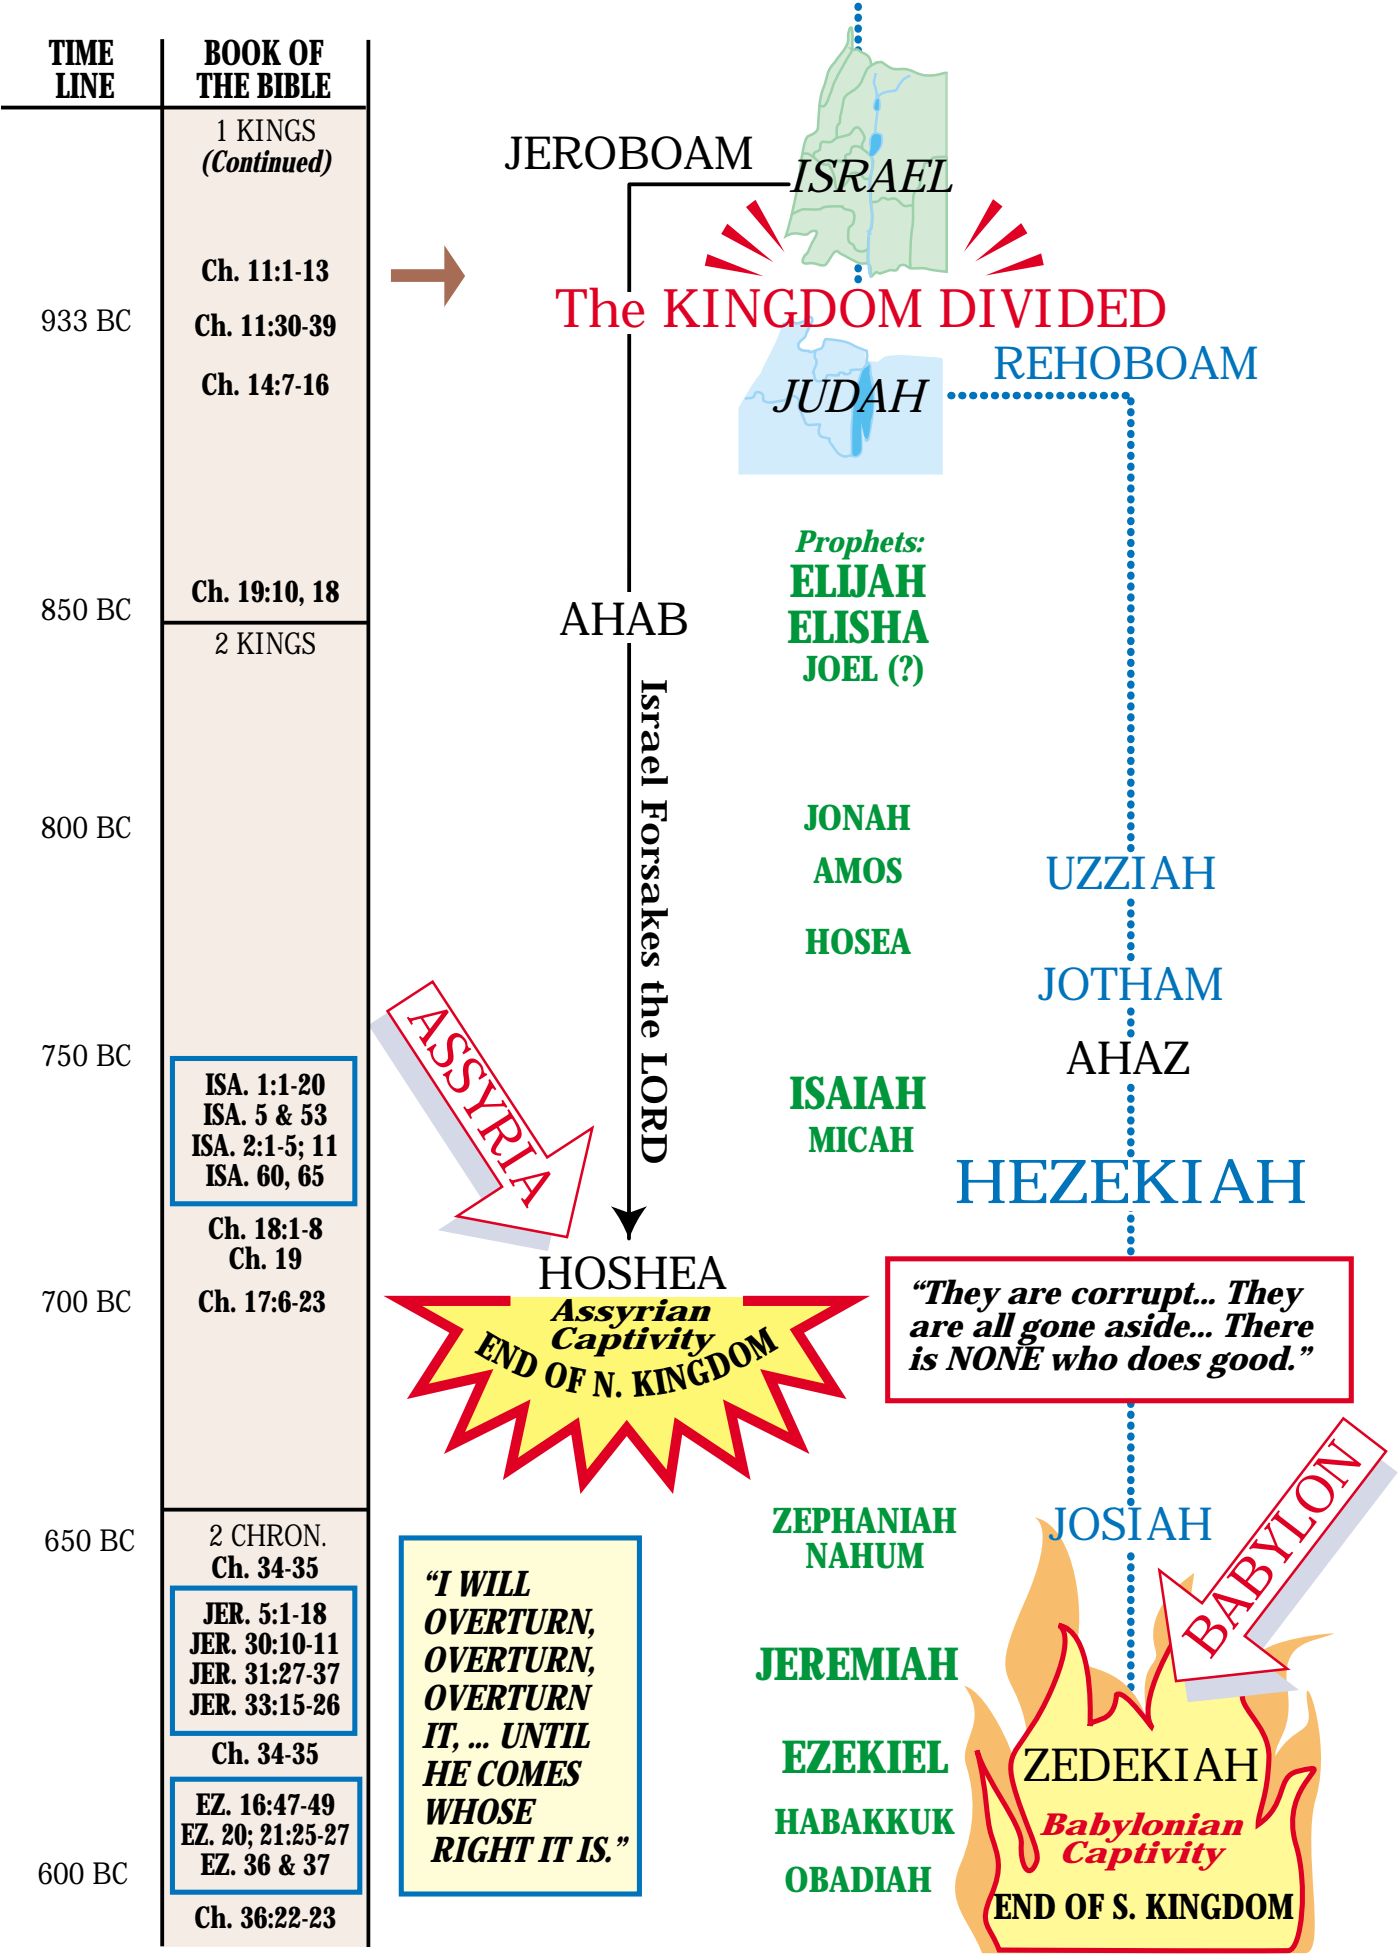 TIME
LINE
BOOK OF
THE BIBLE
1 KINGS
(Continued)
Ch. 11:1-13
933 BC
Ch. 11:30-39
Ch. 14:7-16
Ch. 19:10, 18
850 BC
2 KINGS
800 BC
750 BC
ISA. 1:1-20
ISA. 5 & 53
ISA. 2:1-5; 11
ISA. 60, 65
Ch. 18:1-8
Ch. 19
700 BC
Ch. 17:6-23
650 BC
2 CHRON.
Ch. 34-35
JER. 5:1-18
JER. 30:10-11
JER. 31:27-37
JER. 33:15-26
Ch. 34-35
EZ. 16:47-49
EZ. 20; 21:25-27
EZ. 36 & 37
600 BC
Ch. 36:22-23
JEROBOAM
ISRAEL
The KINGDOM DIVIDED
REHOBOAM
JUDAH
AHAB
Israel Forsakes the LORD
ASSYRIA
HOSHEA
Assyrian
Captivity
END OF N. KINGDOM
"I WILL
OVERTURN,
OVERTURN,
OVERTURN
IT, ... UNTIL
HE COMES
WHOSE
RIGHT IT IS."
Prophets:
ELIJAH
ELISHA
JOEL (?)
JONAH
AMOS
HOSEA
ISAIAH
MICAH
ZEPHANIAH
NAHUM
JEREMIAH
EZEKIEL
HABAKKUK
OBADIAH
UZZIAH
JOTHAM
AHAZ
HEZEKIAH
"They are corrupt... They
are all gone aside... There
is NONE who does good."
JOSIAH
BABYLON
ZEDEKIAH
Babylonian
Captivity
END OF S. KINGDOM